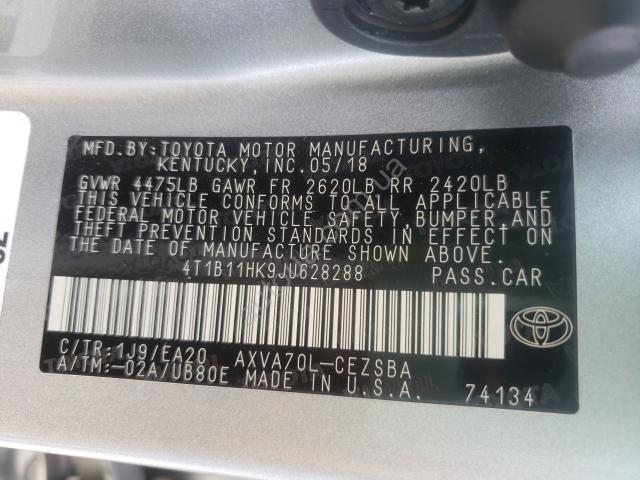 MFD.BY:TOYOTA MOTOR MANUFACTURING,
KENTUCKY,INC.05/18
GVWR 4475LB GAWR FR 2620LB RR 2420LB
THIS VEHICLE CONFORMS TO ALL APPLICABLE
FEDERAL MOTOR VEHICLE SAFETY, BUMPER AND
THEFT PREVENTION STANDARDS IN EFFECT ON
THE DATE OF MANUFACTURE SHOWN ABOVE.
4T1B11HK9JU628288 PASS.CAR
C/TR:1J9/EA20 AXVA70L-CEZSBA
A/TM:-02A/UB80E MADE IN U.S.A. 74134